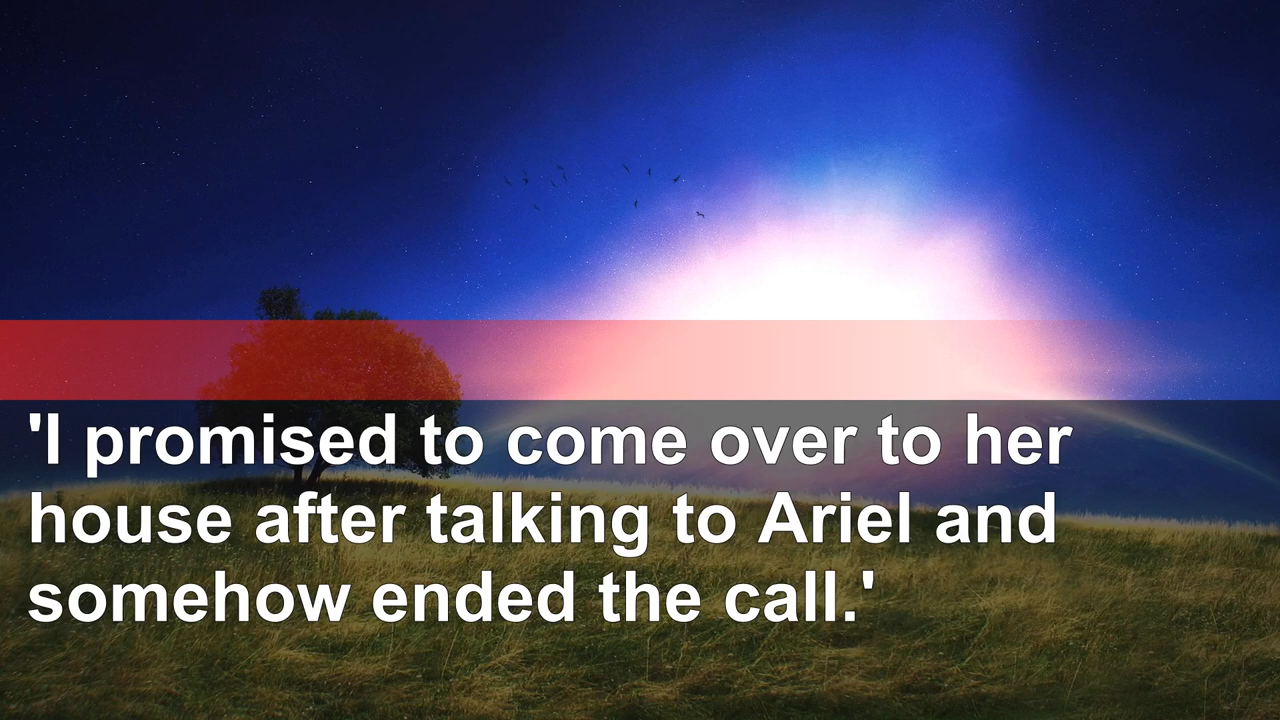 'I promised to come over to her
house after talking to Ariel and
somehow ended the call.'